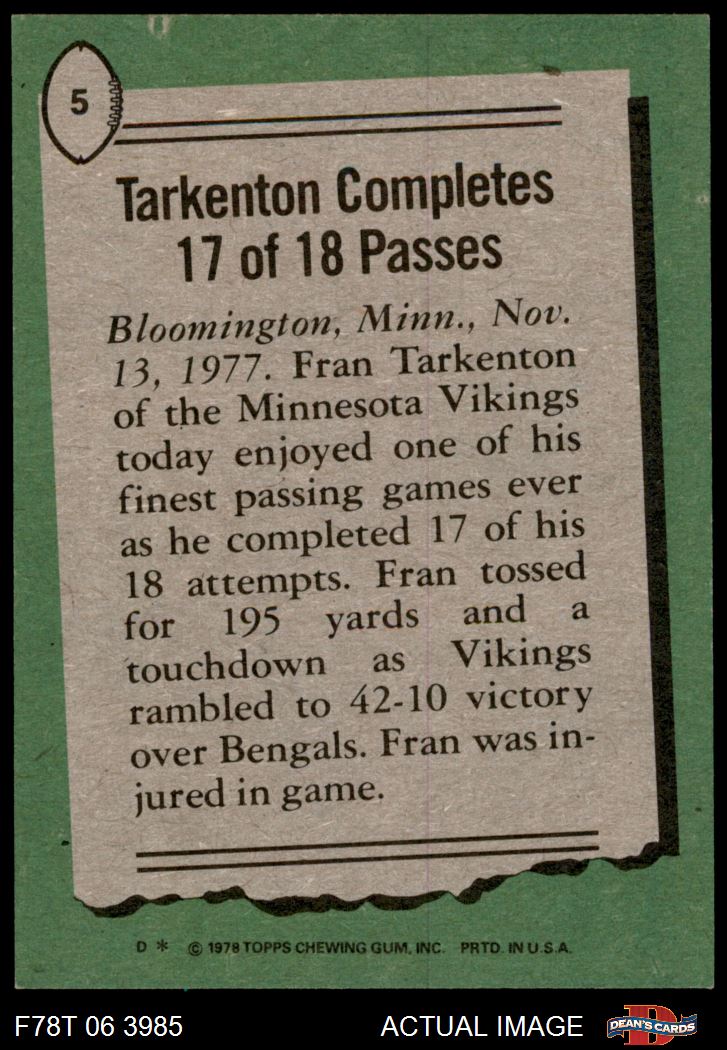 5
Tarkenton Completes
17 of 18 Passes
Bloomington, Minn., Nov.
13, 1977. Fran Tarkenton
of the Minnesota Vikings
today enjoyed one of his
finest passing games ever
as he completed 17 of his
18 attempts. Fran tossed
for 195 yards and a
touchdown as Vikings
rambled to 42-10 victory
over Bengals. Fran was in-
jured in game.
D * © 1978 TOPPS CHEWING GUM, INC. PRTD. IN U.S.A.
F78T 06 3985 ACTUAL IMAGE D DEAN'S CARDS